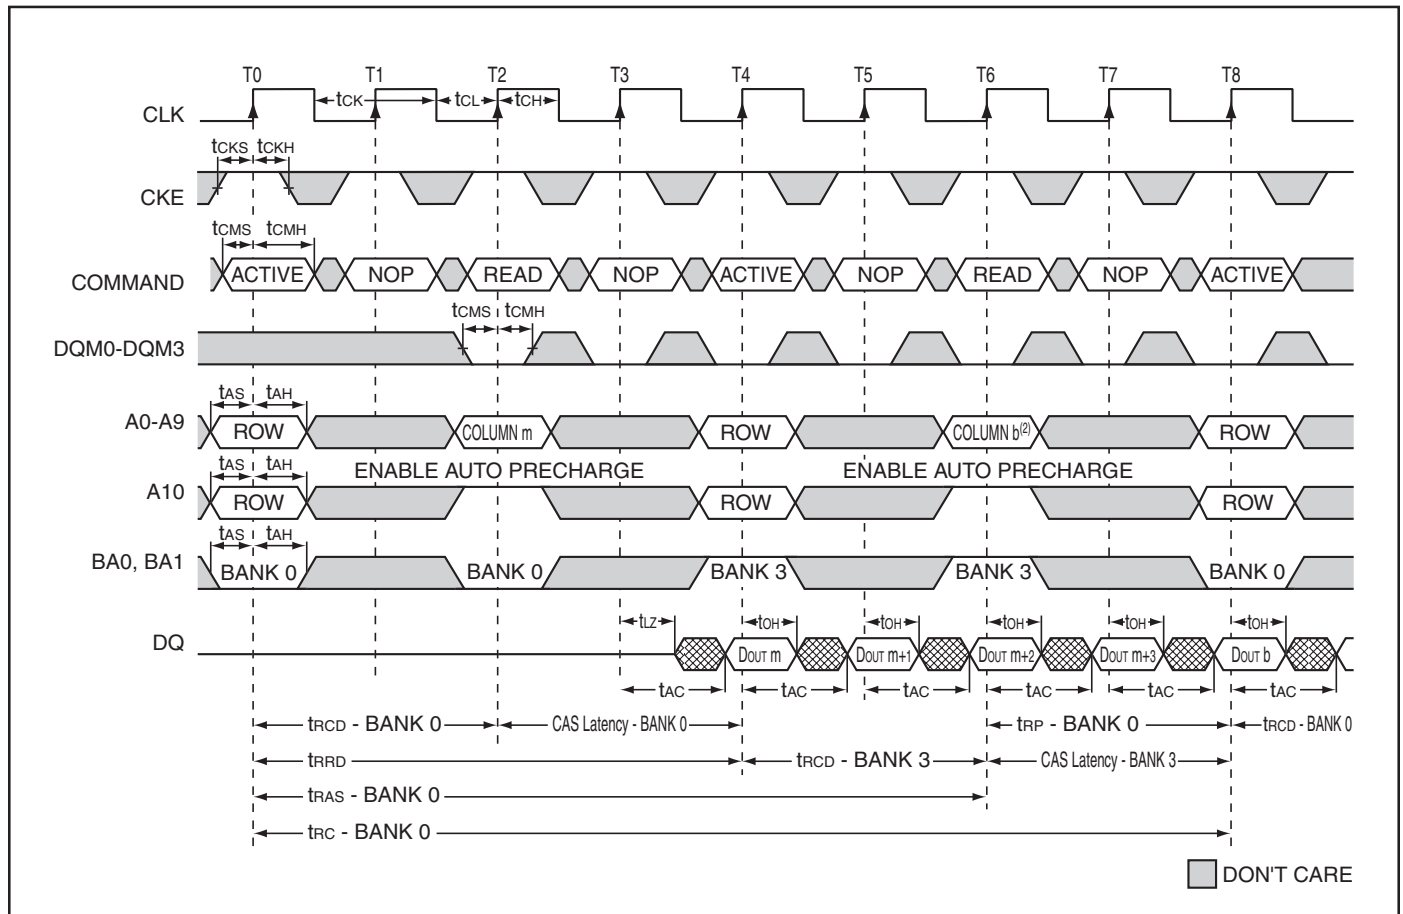 T0 T1 T2 T3 T4 T5 T6 T7 T8
tCK tCL tCH
CLK
tCKS tCKH
CKE
tCMS tCMH
COMMAND ACTIVE NOP READ NOP ACTIVE NOP READ NOP ACTIVE
tCMS tCMH
DQM0-DQM3
tAS tAH
A0-A9 ROW COLUMN m ROW COLUMN b(2) ROW
tAS tAH ENABLE AUTO PRECHARGE ENABLE AUTO PRECHARGE
A10 ROW ROW ROW
tAS tAH
BA0, BA1 BANK 0 BANK 0 BANK 3 BANK 3 BANK 0
tLZ tOH tOH tOH tOH tOH
DQ DOUT m DOUT m+1 DOUT m+2 DOUT m+3 DOUT b
tAC tAC tAC tAC tAC tAC
tRCD - BANK 0 CAS Latency - BANK 0 tRP - BANK 0 tRCD - BANK 0
tRRD tRCD - BANK 3 CAS Latency - BANK 3
tRAS - BANK 0
tRC - BANK 0
DON'T CARE